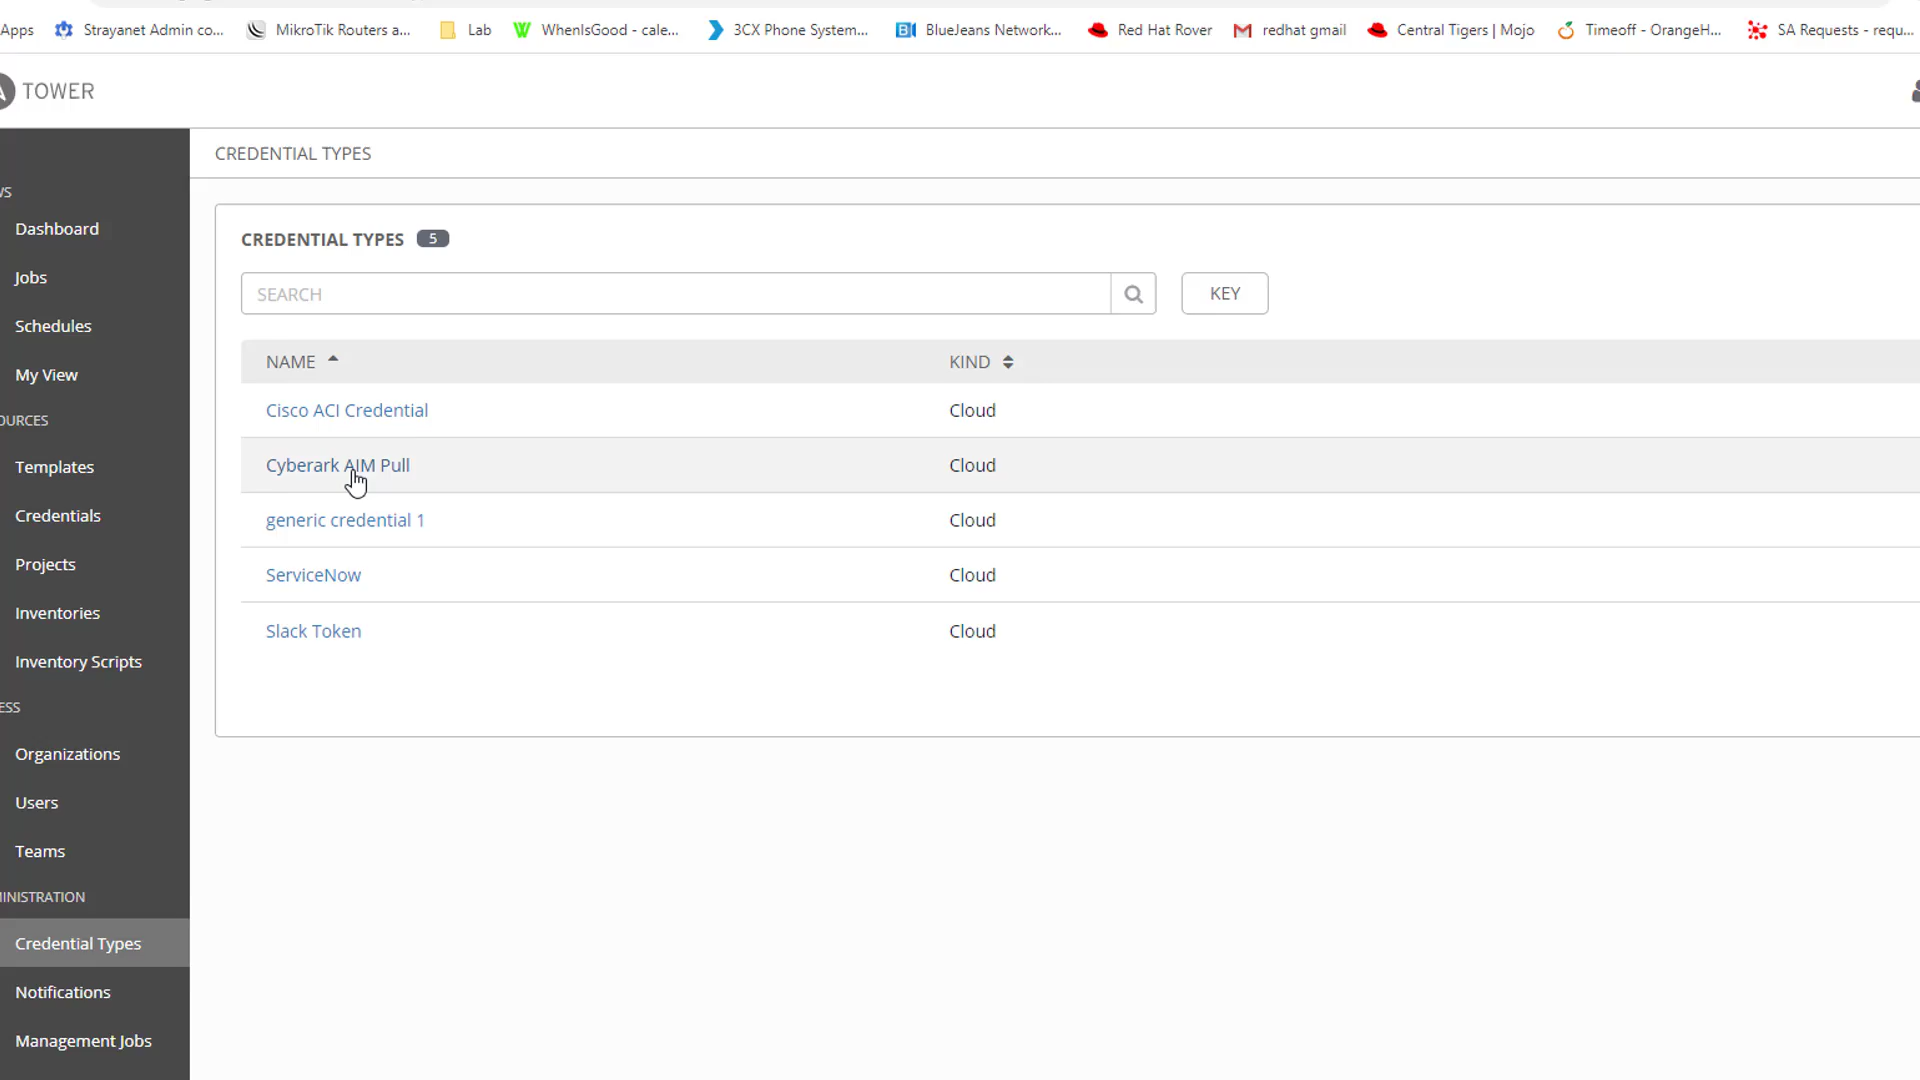 Apps Strayanet Admin co... MikroTik Routers a... Lab WhenIsGood - cale... 3CX Phone System... BlueJeans Network... Red Hat Rover redhat gmail Central Tigers | Mojo Timeoff - OrangeH... SA Requests - requ...
TOWER
CREDENTIAL TYPES
WS
Dashboard
Jobs
Schedules
My View
OURCES
Templates
Credentials
Projects
Inventories
Inventory Scripts
ESS
Organizations
Users
Teams
INISTRATION
Credential Types
Notifications
Management Jobs
CREDENTIAL TYPES 5
SEARCH KEY
NAME KIND
Cisco ACI Credential Cloud
Cyberark AIM Pull Cloud
generic credential 1 Cloud
ServiceNow Cloud
Slack Token Cloud